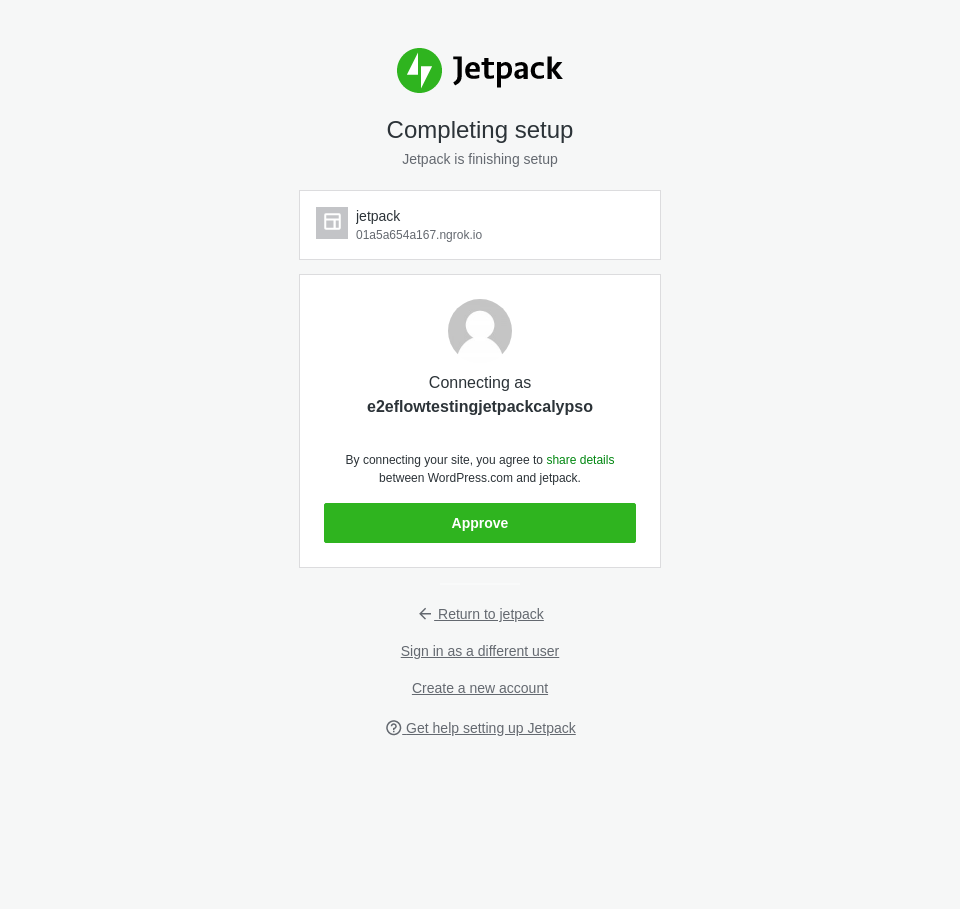 Jetpack
Completing setup
Jetpack is finishing setup
jetpack
01a5a654a167.ngrok.io
Connecting as
e2eflowtestingjetpackcalypso
By connecting your site, you agree to share details
between WordPress.com and jetpack.
Approve
Return to jetpack
Sign in as a different user
Create a new account
Get help setting up Jetpack